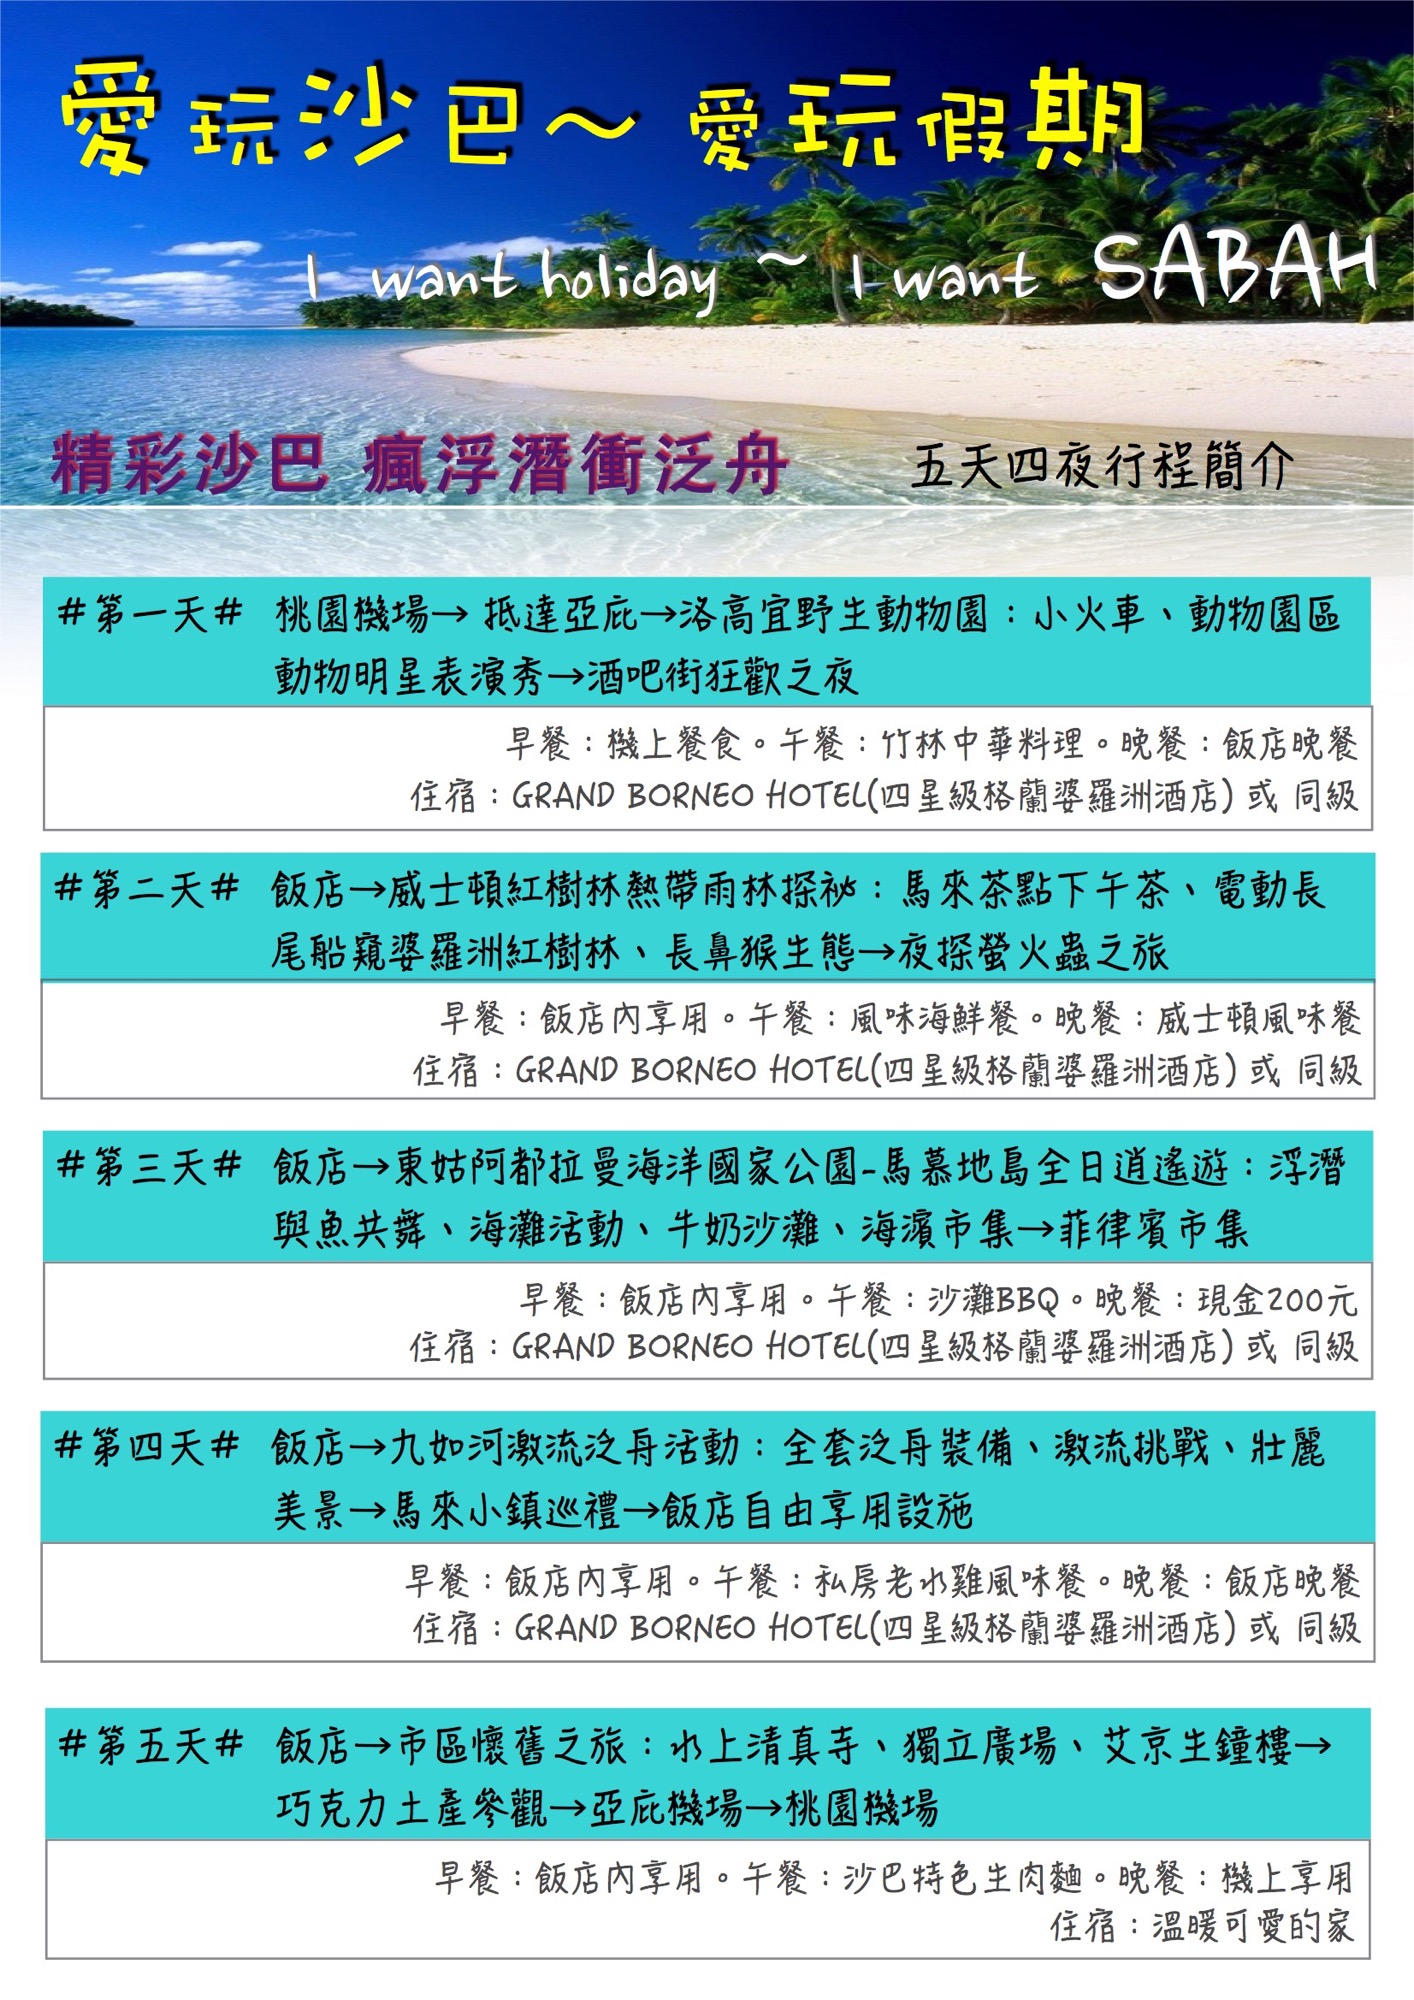 愛玩沙巴～愛玩假期
I want holiday ~ I want SABAH
精彩沙巴 瘋浮潛衝泛舟 五天四夜行程簡介
#第一天# 桃園機場→ 抵達亞庇→洛高宜野生動物園：小火車、動物園區
動物明星表演秀→酒吧街狂歡之夜
早餐：機上餐食。午餐：竹林中華料理。晚餐：飯店晚餐
住宿：GRAND BORNEO HOTEL(四星級格蘭婆羅洲酒店) 或 同級
#第二天# 飯店→威士頓紅樹林熱帶雨林探祕：馬來茶點下午茶、電動長
尾船窺婆羅洲紅樹林、長鼻猴生態→夜探螢火蟲之旅
早餐：飯店內享用。午餐：風味海鮮餐。晚餐：威士頓風味餐
住宿：GRAND BORNEO HOTEL(四星級格蘭婆羅洲酒店) 或 同級
#第三天# 飯店→東姑阿都拉曼海洋國家公園-馬慕地島全日逍遙遊：浮潛
與魚共舞、海灘活動、牛奶沙灘、海濱市集→菲律賓市集
早餐：飯店內享用。午餐：沙灘BBQ。晚餐：現金200元
住宿：GRAND BORNEO HOTEL(四星級格蘭婆羅洲酒店) 或 同級
#第四天# 飯店→九如河激流泛舟活動：全套泛舟裝備、激流挑戰、壯麗
美景→馬來小鎮巡禮→飯店自由享用設施
早餐：飯店內享用。午餐：私房老水雞風味餐。晚餐：飯店晚餐
住宿：GRAND BORNEO HOTEL(四星級格蘭婆羅洲酒店) 或 同級
#第五天# 飯店→市區懷舊之旅：水上清真寺、獨立廣場、艾京生鐘樓→
巧克力土產參觀→亞庇機場→桃園機場
早餐：飯店內享用。午餐：沙巴特色生肉麵。晚餐：機上享用
住宿：溫暖可愛的家